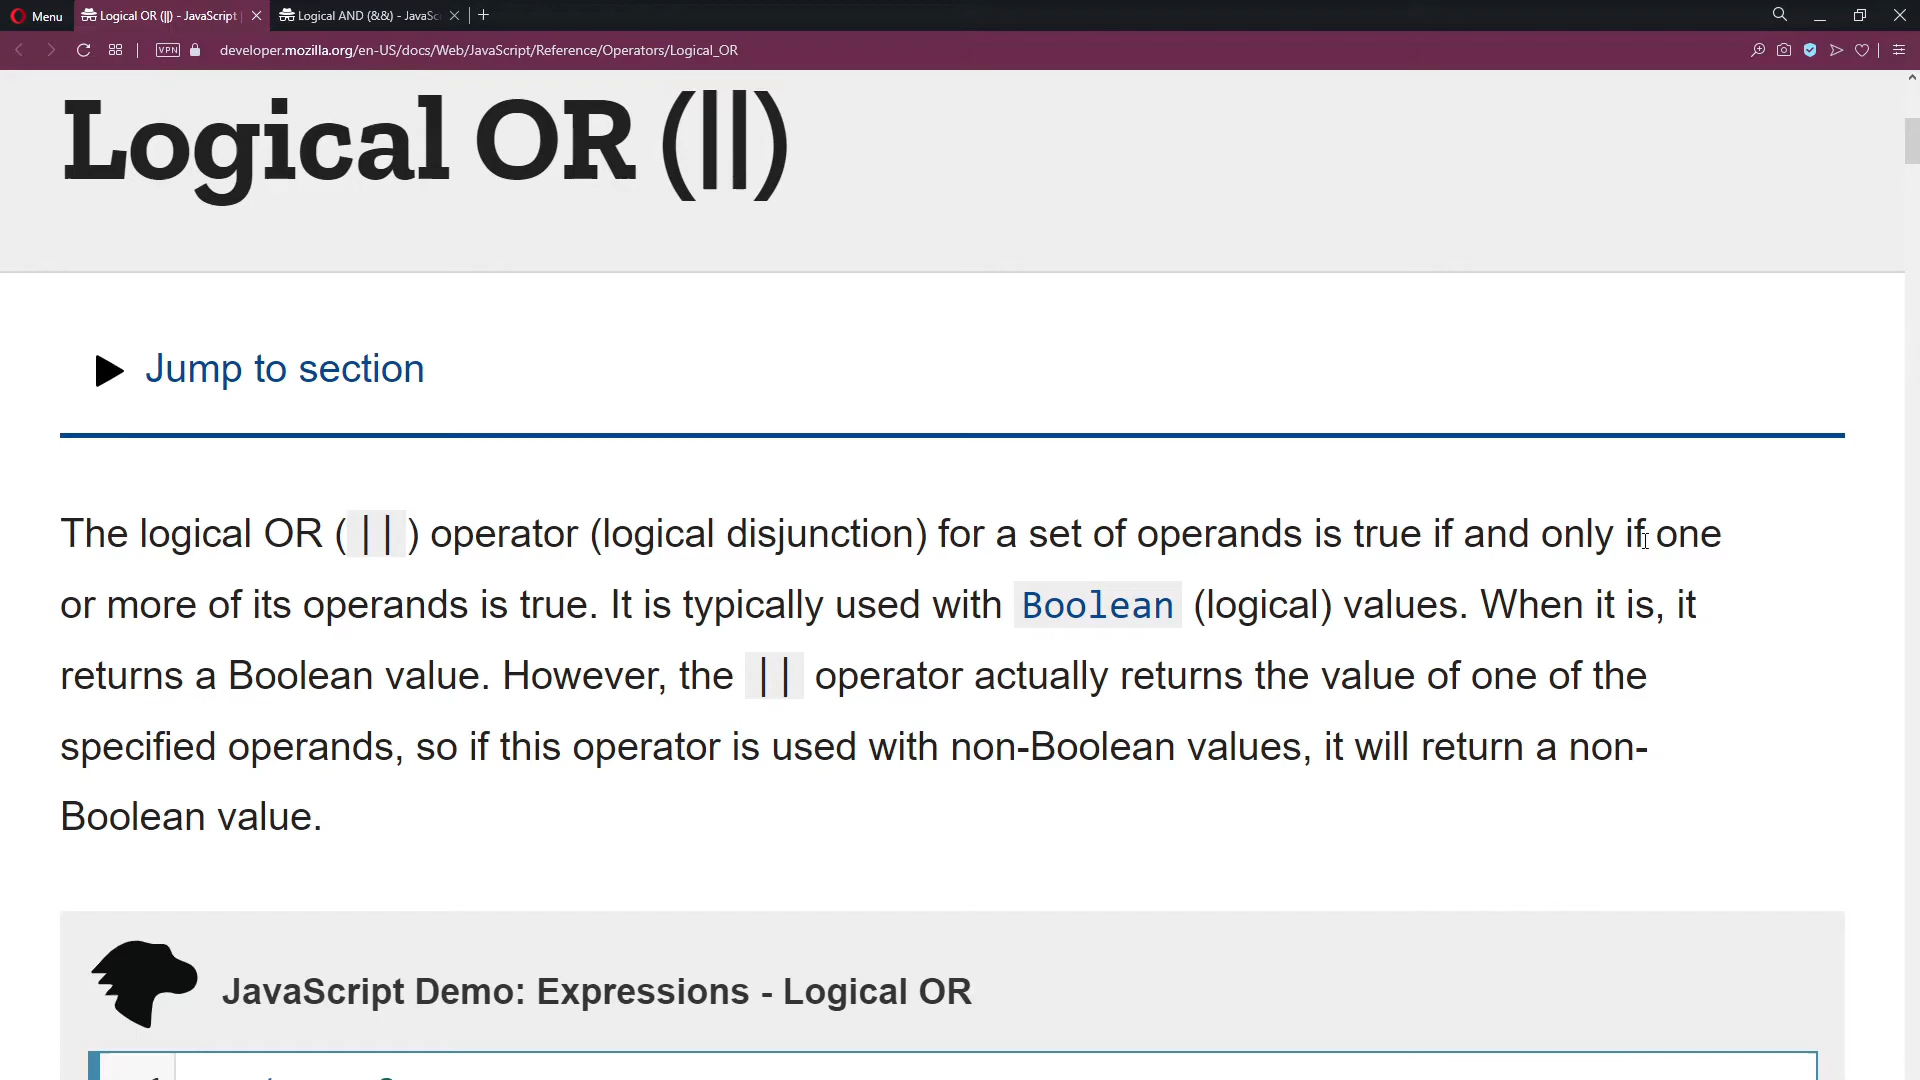 Menu
Logical OR (||) - JavaScript
Logical AND (&&) - JavaSc
VPN
developer.mozilla.org/en-US/docs/Web/JavaScript/Reference/Operators/Logical_OR
Logical OR (||)
Jump to section
The logical OR (||) operator (logical disjunction) for a set of operands is true if and only if one
or more of its operands is true. It is typically used with Boolean (logical) values. When it is, it
returns a Boolean value. However, the || operator actually returns the value of one of the
specified operands, so if this operator is used with non-Boolean values, it will return a non-
Boolean value.
JavaScript Demo: Expressions - Logical OR